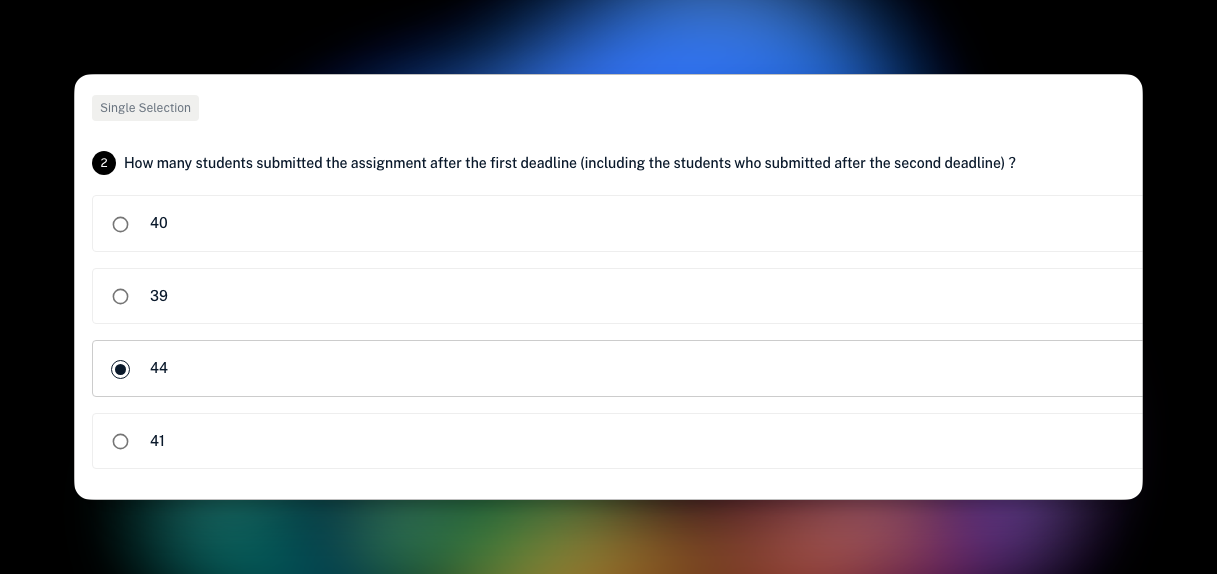 Single Selection
2 How many students submitted the assignment after the first deadline (including the students who submitted after the second deadline) ?
40
39
44
41